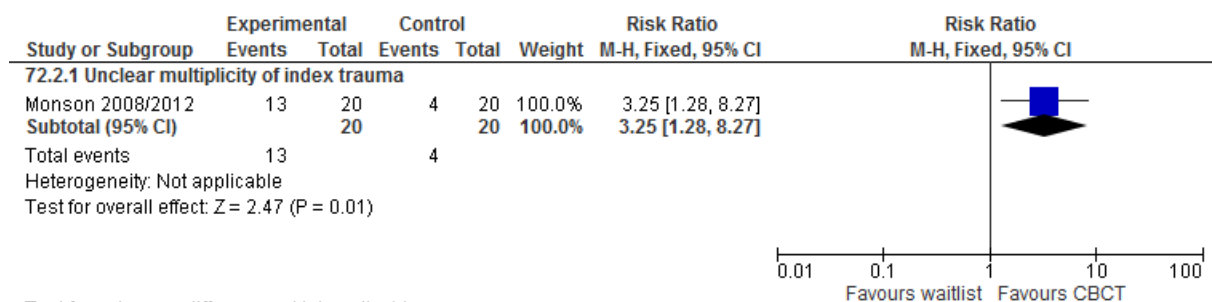 Experimental Control Risk Ratio Risk Ratio
Study or Subgroup Events Total Events Total Weight M-H, Fixed, 95% CI M-H, Fixed, 95% CI
72.2.1 Unclear multiplicity of index trauma
Monson 2008/2012 13 20 4 20 100.0% 3.25 [1.28, 8.27]
Subtotal (95% CI) 20 20 100.0% 3.25 [1.28, 8.27]
Total events 13 4
Heterogeneity: Not applicable
Test for overall effect: Z = 2.47 (P = 0.01)
0.01 0.1 1 10 100
Favours waitlist Favours CBCT